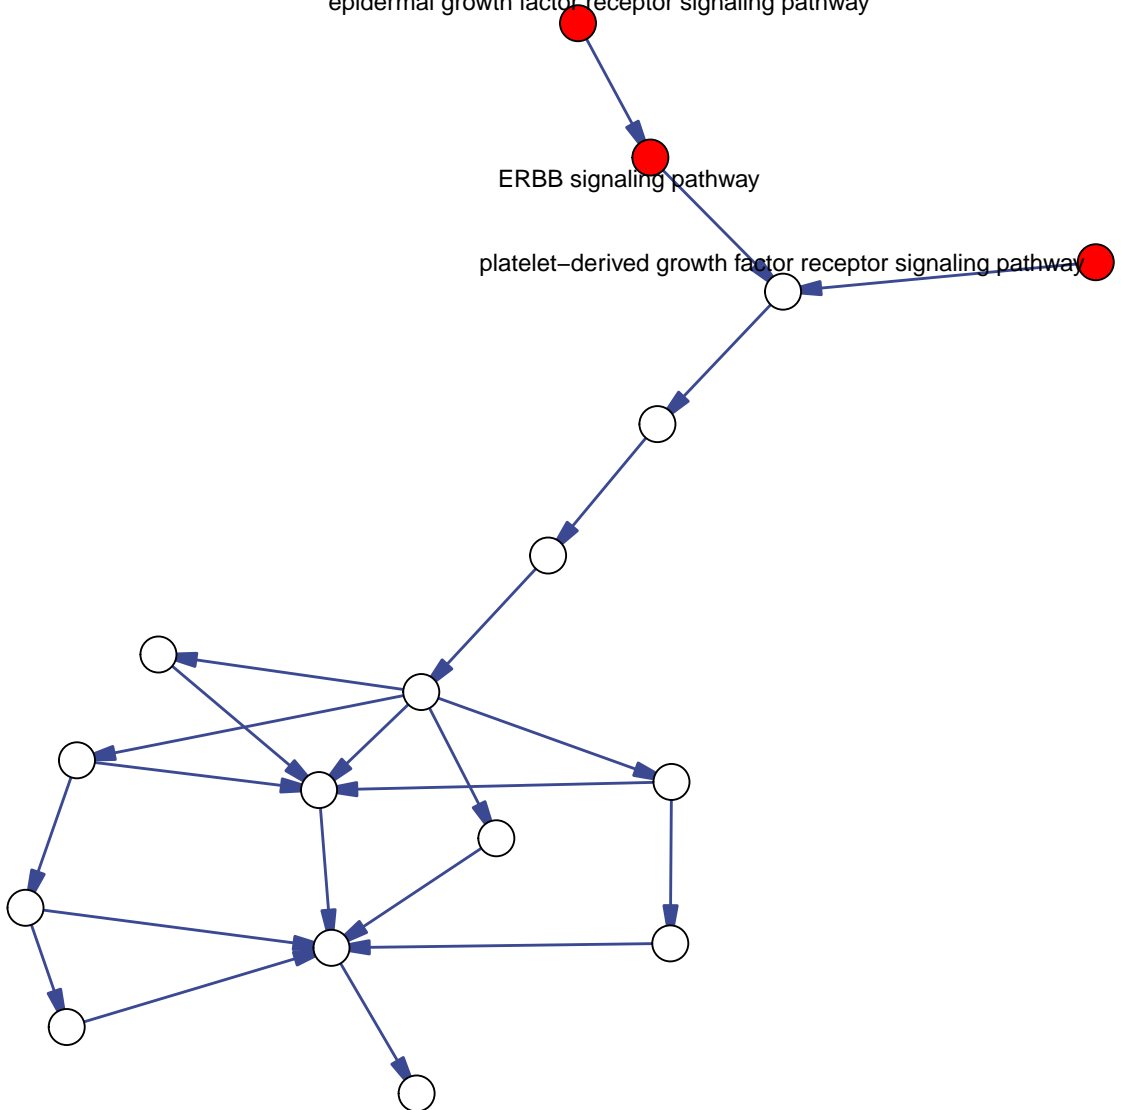 epidermal growth factor receptor signaling pathway
ERBB signaling pathway
platelet−derived growth factor receptor signaling pathway